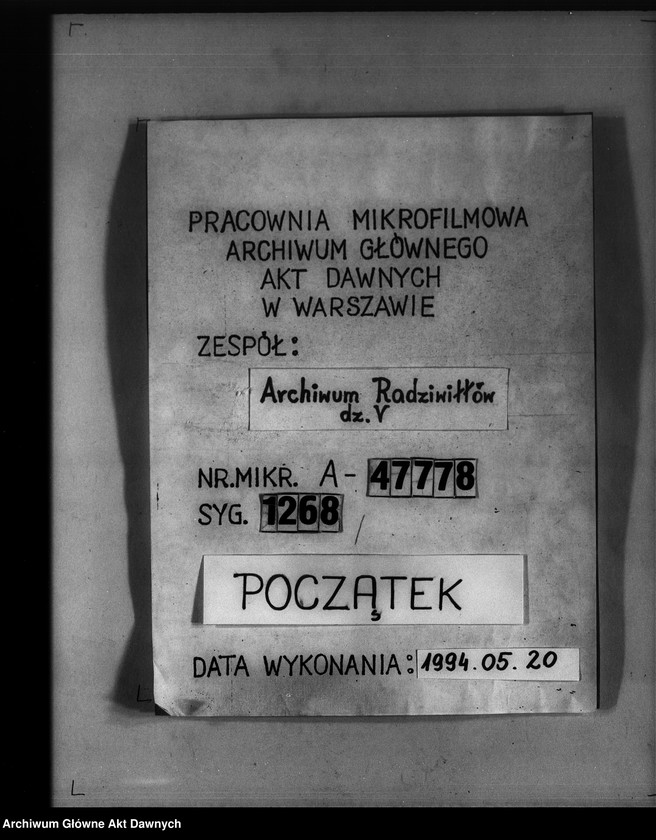 PRACOWNIA MIKROFILMOWA
ARCHIWUM GŁÓWNEGO
AKT DAWNYCH
W WARSZAWIE
ZESPÓŁ:
Archiwum Radziwiłłów
dz. V
NR. MIKR. A- 47778
SYG. 1268 /
POCZĄTEK
DATA WYKONANIA: 1994.05.20
Archiwum Główne Akt Dawnych